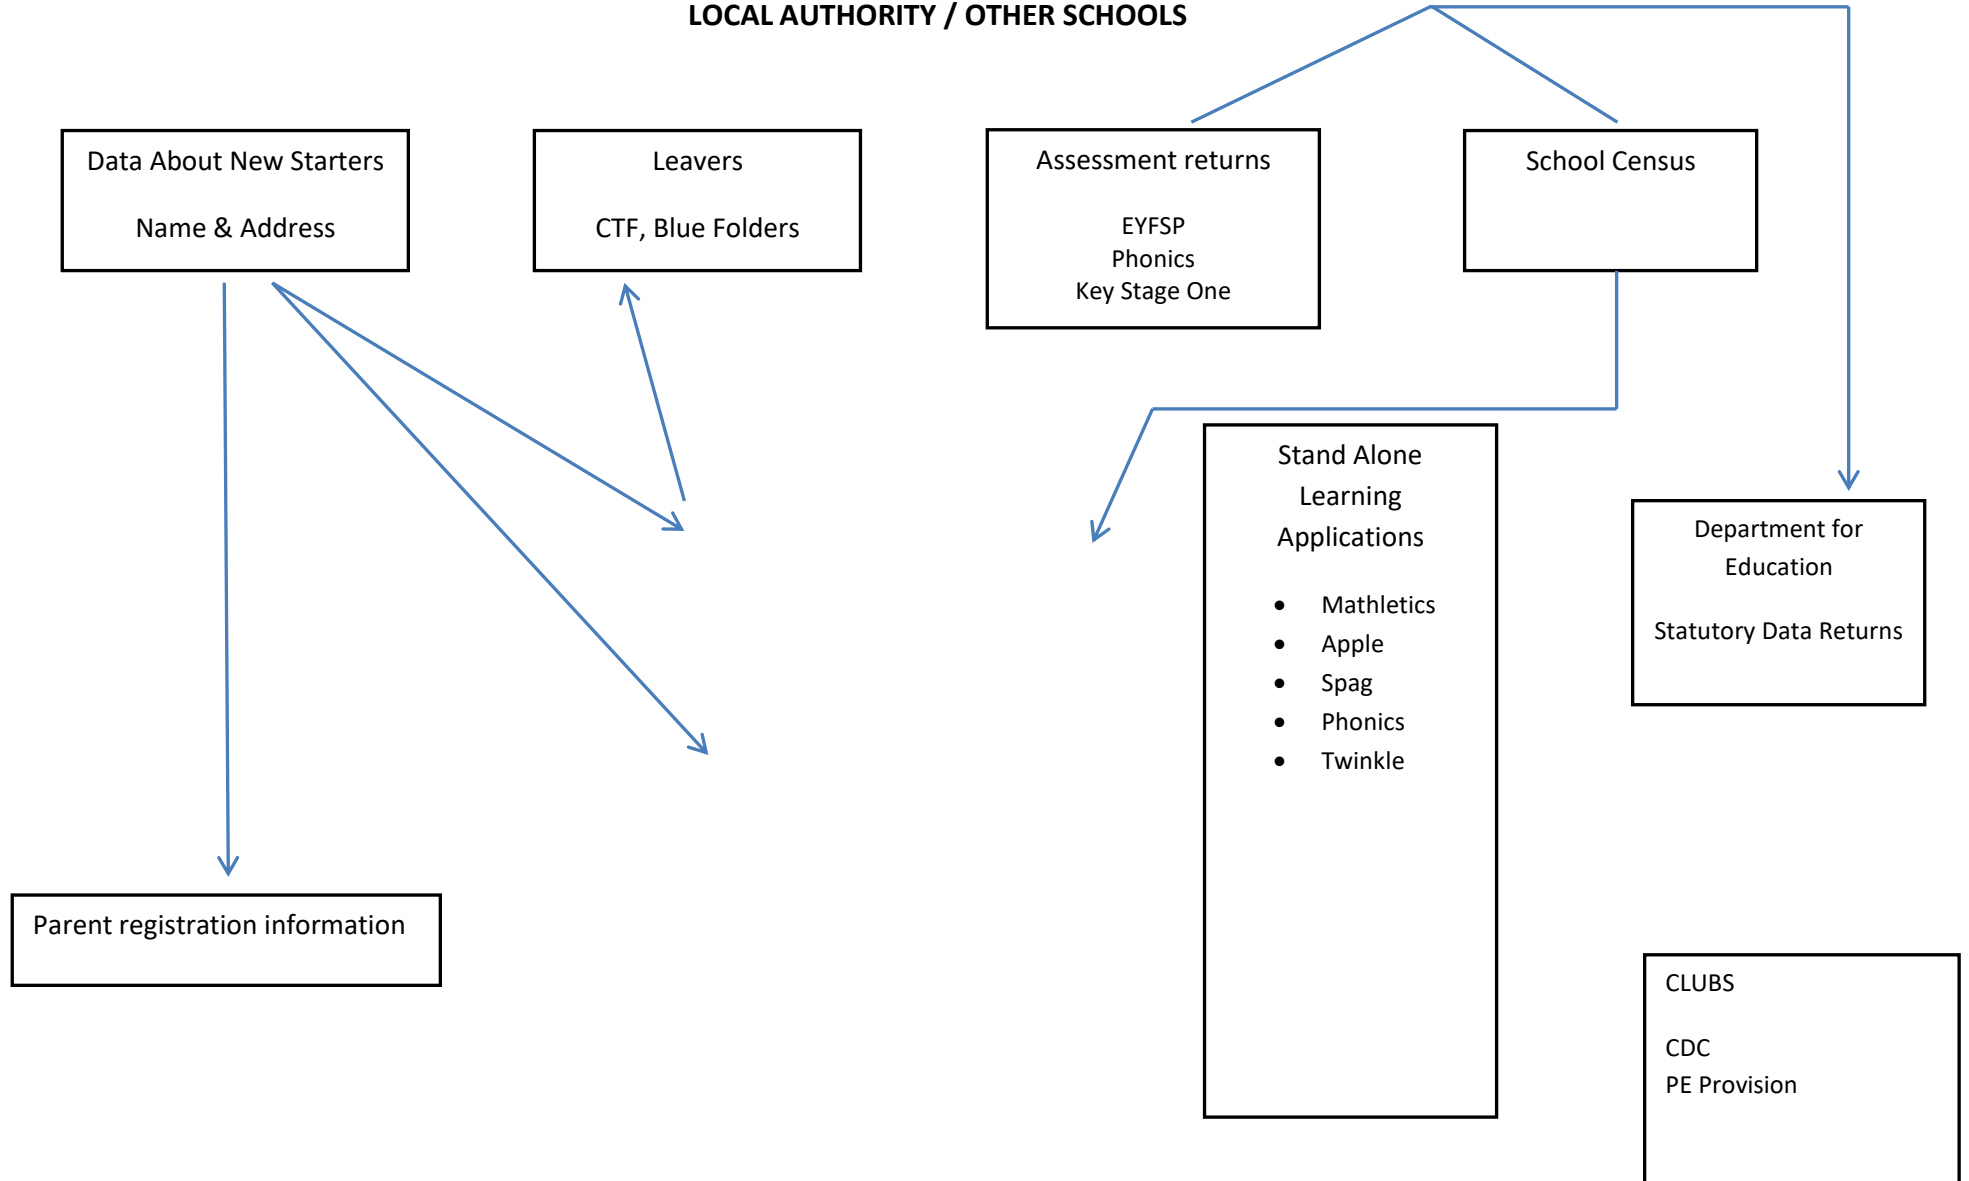 LOCAL AUTHORITY / OTHER SCHOOLS
Data About New Starters
Name & Address
Leavers
CTF, Blue Folders
Assessment returns
EYFSP
Phonics
Key Stage One
School Census
Stand Alone
Learning
Applications
• Mathletics
• Apple
• Spag
• Phonics
• Twinkle
Department for
Education
Statutory Data Returns
Parent registration information
CLUBS
CDC
PE Provision